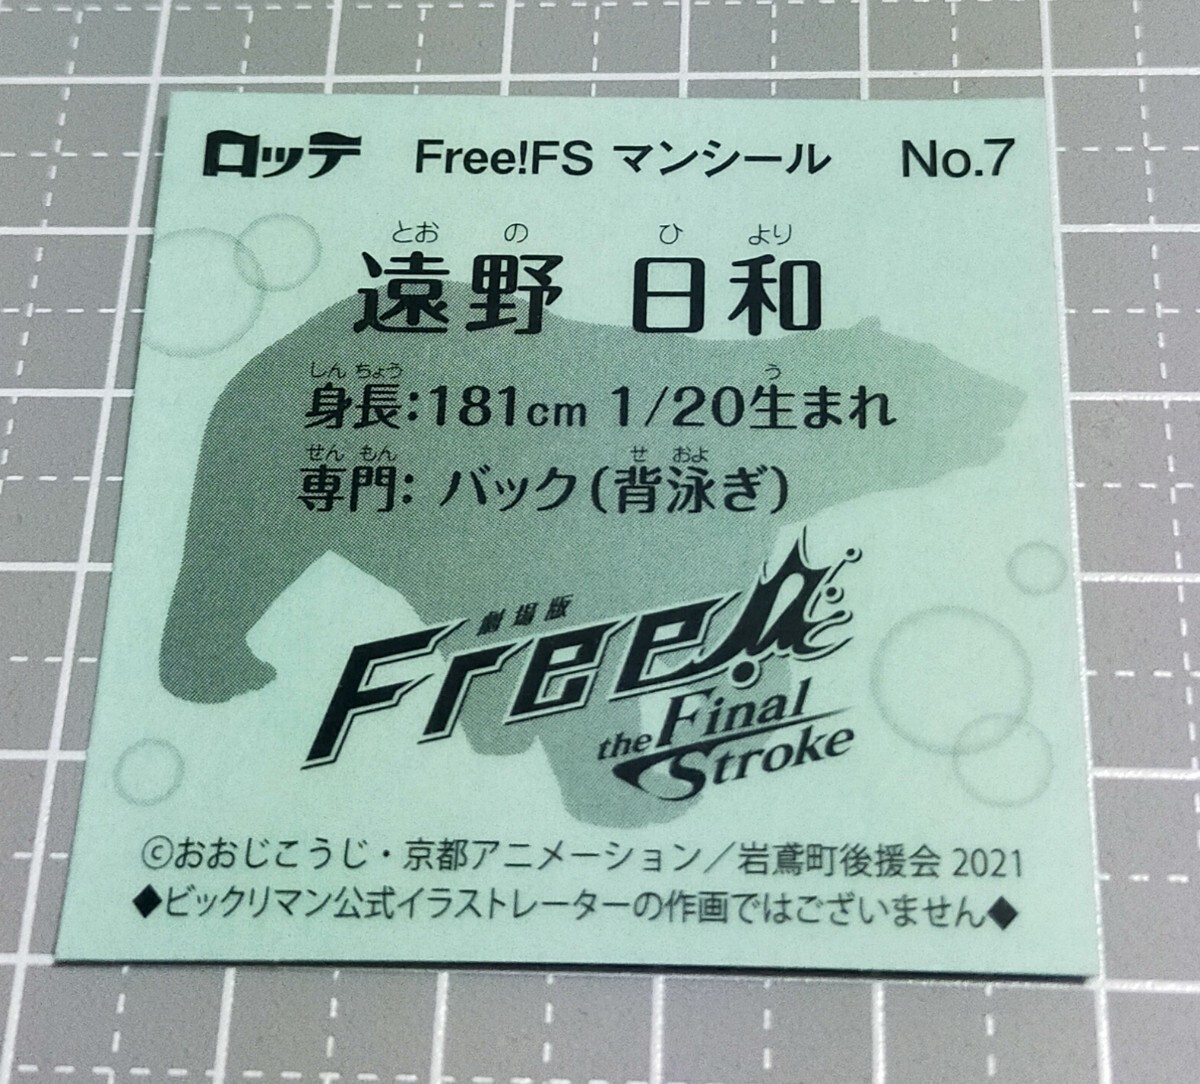 ロッテ Free!FS マンシール No.7
とおの ひより
遠野 日和
しんちょう う
身長:181cm 1/20生まれ
せんもん せ およ
専門: バック(背泳ぎ)
劇場版
Free!
the Final
Stroke
©おおじこうじ・京都アニメーション/岩鳶町後援会 2021
◆ビックリマン公式イラストレーターの作画ではございません◆